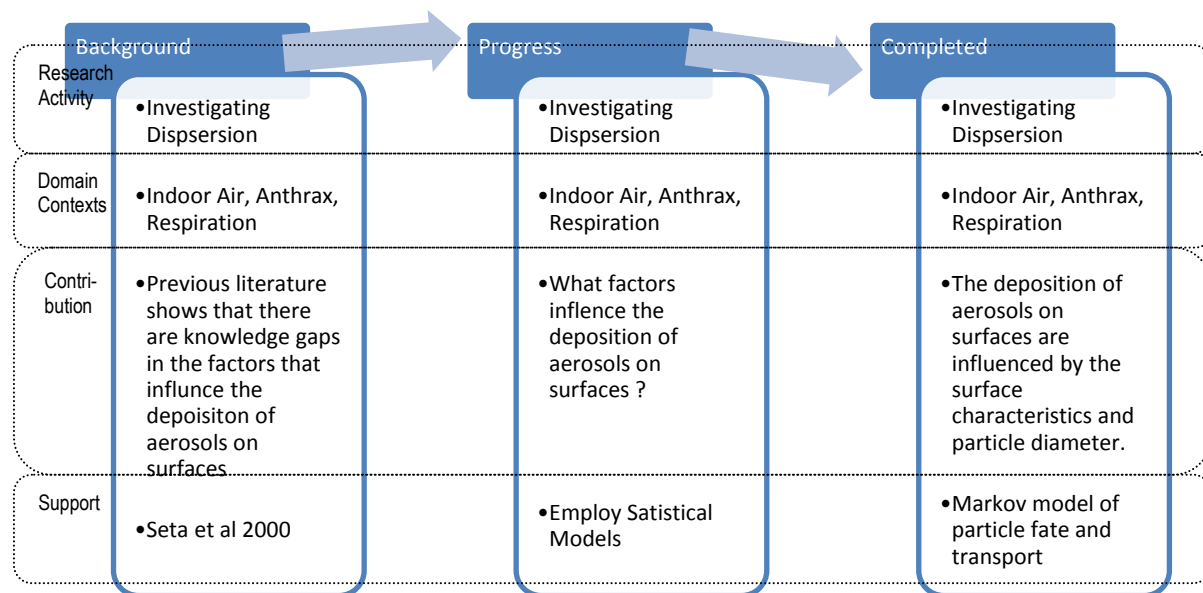 Background
Progress
Completed
Research
Activity
•Investigating
Dispsersion
•Investigating
Dispsersion
•Investigating
Dispsersion
Domain
Contexts
•Indoor Air, Anthrax,
Respiration
•Indoor Air, Anthrax,
Respiration
•Indoor Air, Anthrax,
Respiration
Contri-
bution
•Previous literature
shows that there
are knowledge gaps
in the factors that
influnce the
depoisiton of
aerosols on
surfaces
•What factors
inflence the
deposition of
aerosols on
surfaces ?
•The deposition of
aerosols on
surfaces are
influenced by the
surface
characteristics and
particle diameter.
Support
•Seta et al 2000
•Employ Satistical
Models
•Markov model of
particle fate and
transport